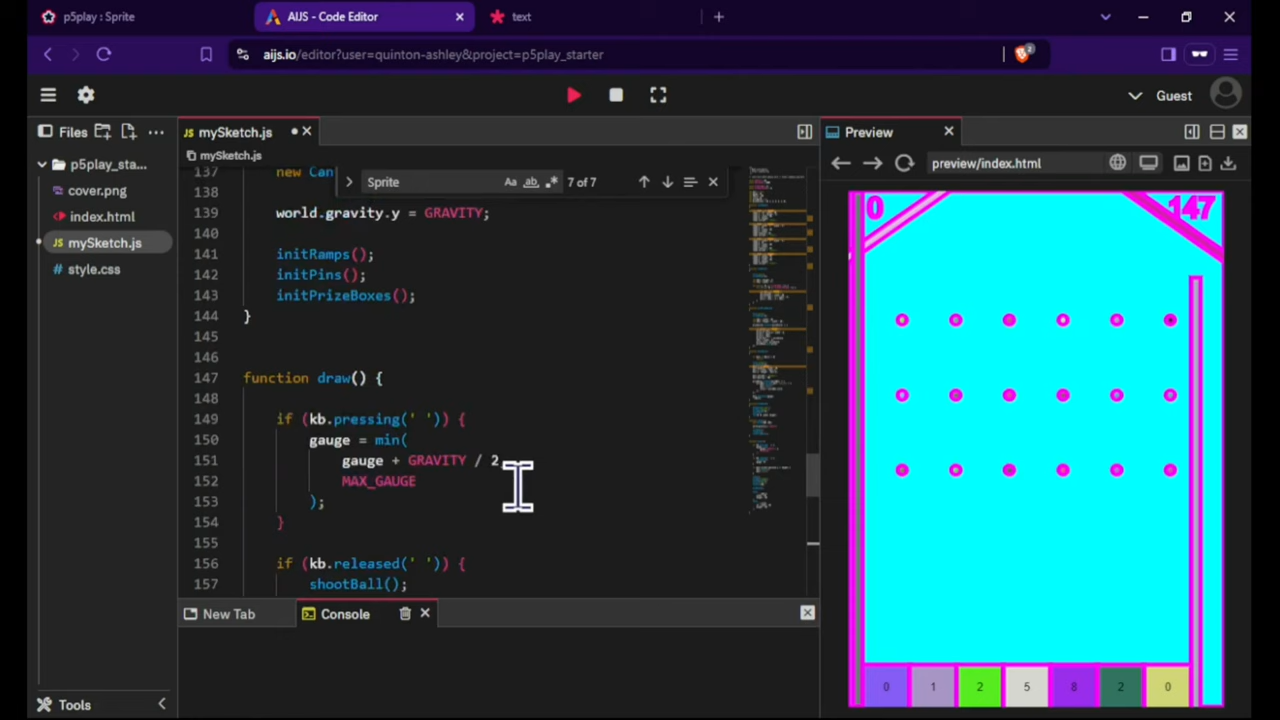 p5play : Sprite
AIJS - Code Editor
text
aijs.io/editor?user=quinton-ashley&project=p5play_starter
2
Guest
Files
mySketch.js
Preview
mySketch.js
preview/index.html
p5play_sta...
cover.png
index.html
mySketch.js
style.css
Sprite
Aa
ab
7 of 7
137 new Can
138
139 world.gravity.y = GRAVITY;
140
141 initRamps();
142 initPins();
143 initPrizeBoxes();
144 }
145
146
147 function draw() {
148
149 if (kb.pressing(' ')) {
150 gauge = min(
151 gauge + GRAVITY / 2,
152 MAX_GAUGE
153 );
154 }
155
156 if (kb.released(' ')) {
157 shootBall();
0
147
0 1 2 5 8 2 0
New Tab
Console
Tools